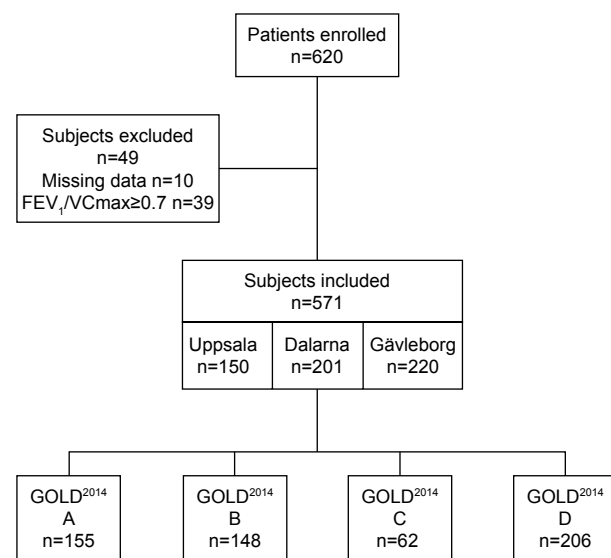 Patients enrolled
n=620
Subjects excluded
n=49
Missing data n=10
FEV₁/VCmax≥0.7 n=39
Subjects included
n=571
Uppsala
n=150
Dalarna
n=201
Gävleborg
n=220
GOLD²⁰¹⁴
A
n=155
GOLD²⁰¹⁴
B
n=148
GOLD²⁰¹⁴
C
n=62
GOLD²⁰¹⁴
D
n=206